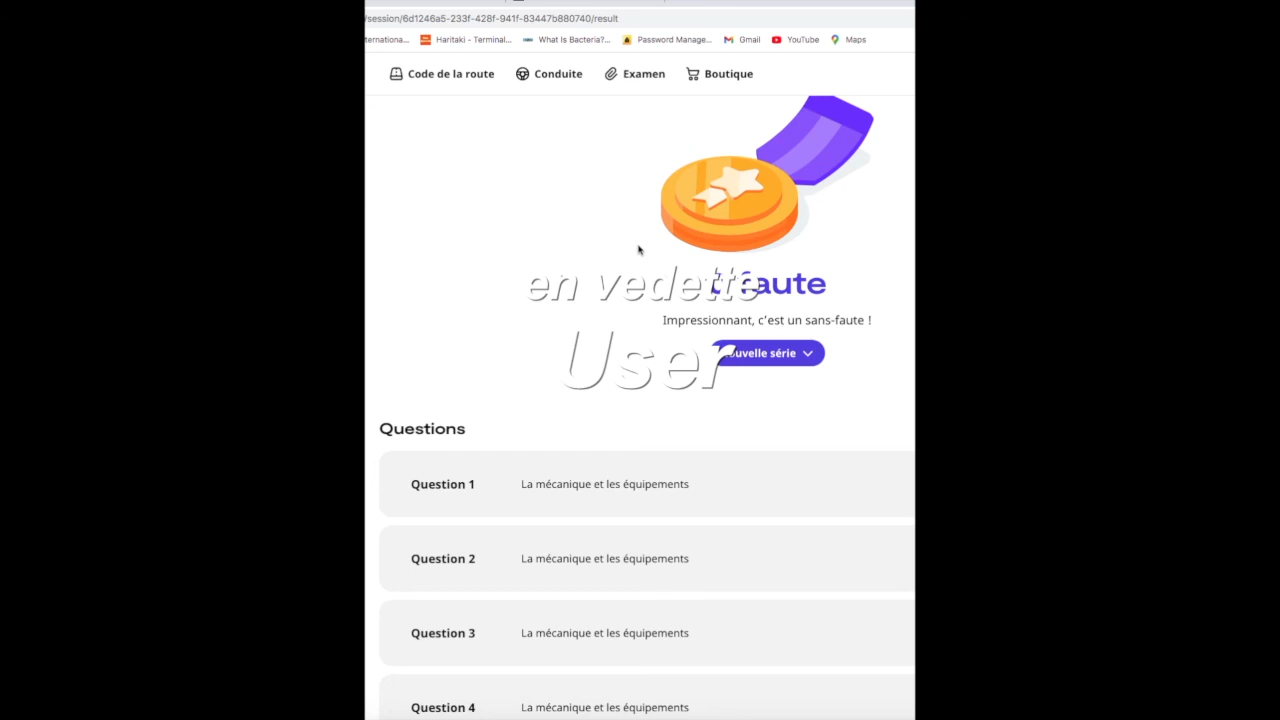 /session/6d1246a5-233f-428f-941f-83447b880740/result
ternationa... Haritaki - Terminal... What Is Bacteria?... Password Manage... Gmail YouTube Maps
Code de la route Conduite Examen Boutique
faute
en vedette
Impressionnant, c'est un sans-faute !
User
ouvelle série
Questions
Question 1 La mécanique et les équipements
Question 2 La mécanique et les équipements
Question 3 La mécanique et les équipements
Question 4 La mécanique et les équipements